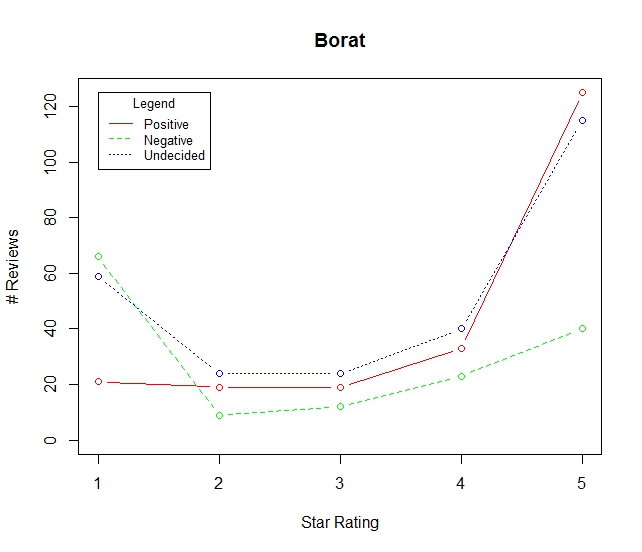 Borat
Legend
Positive
Negative
Undecided
# Reviews
0
20
40
60
80
100
120
1
2
3
4
5
Star Rating